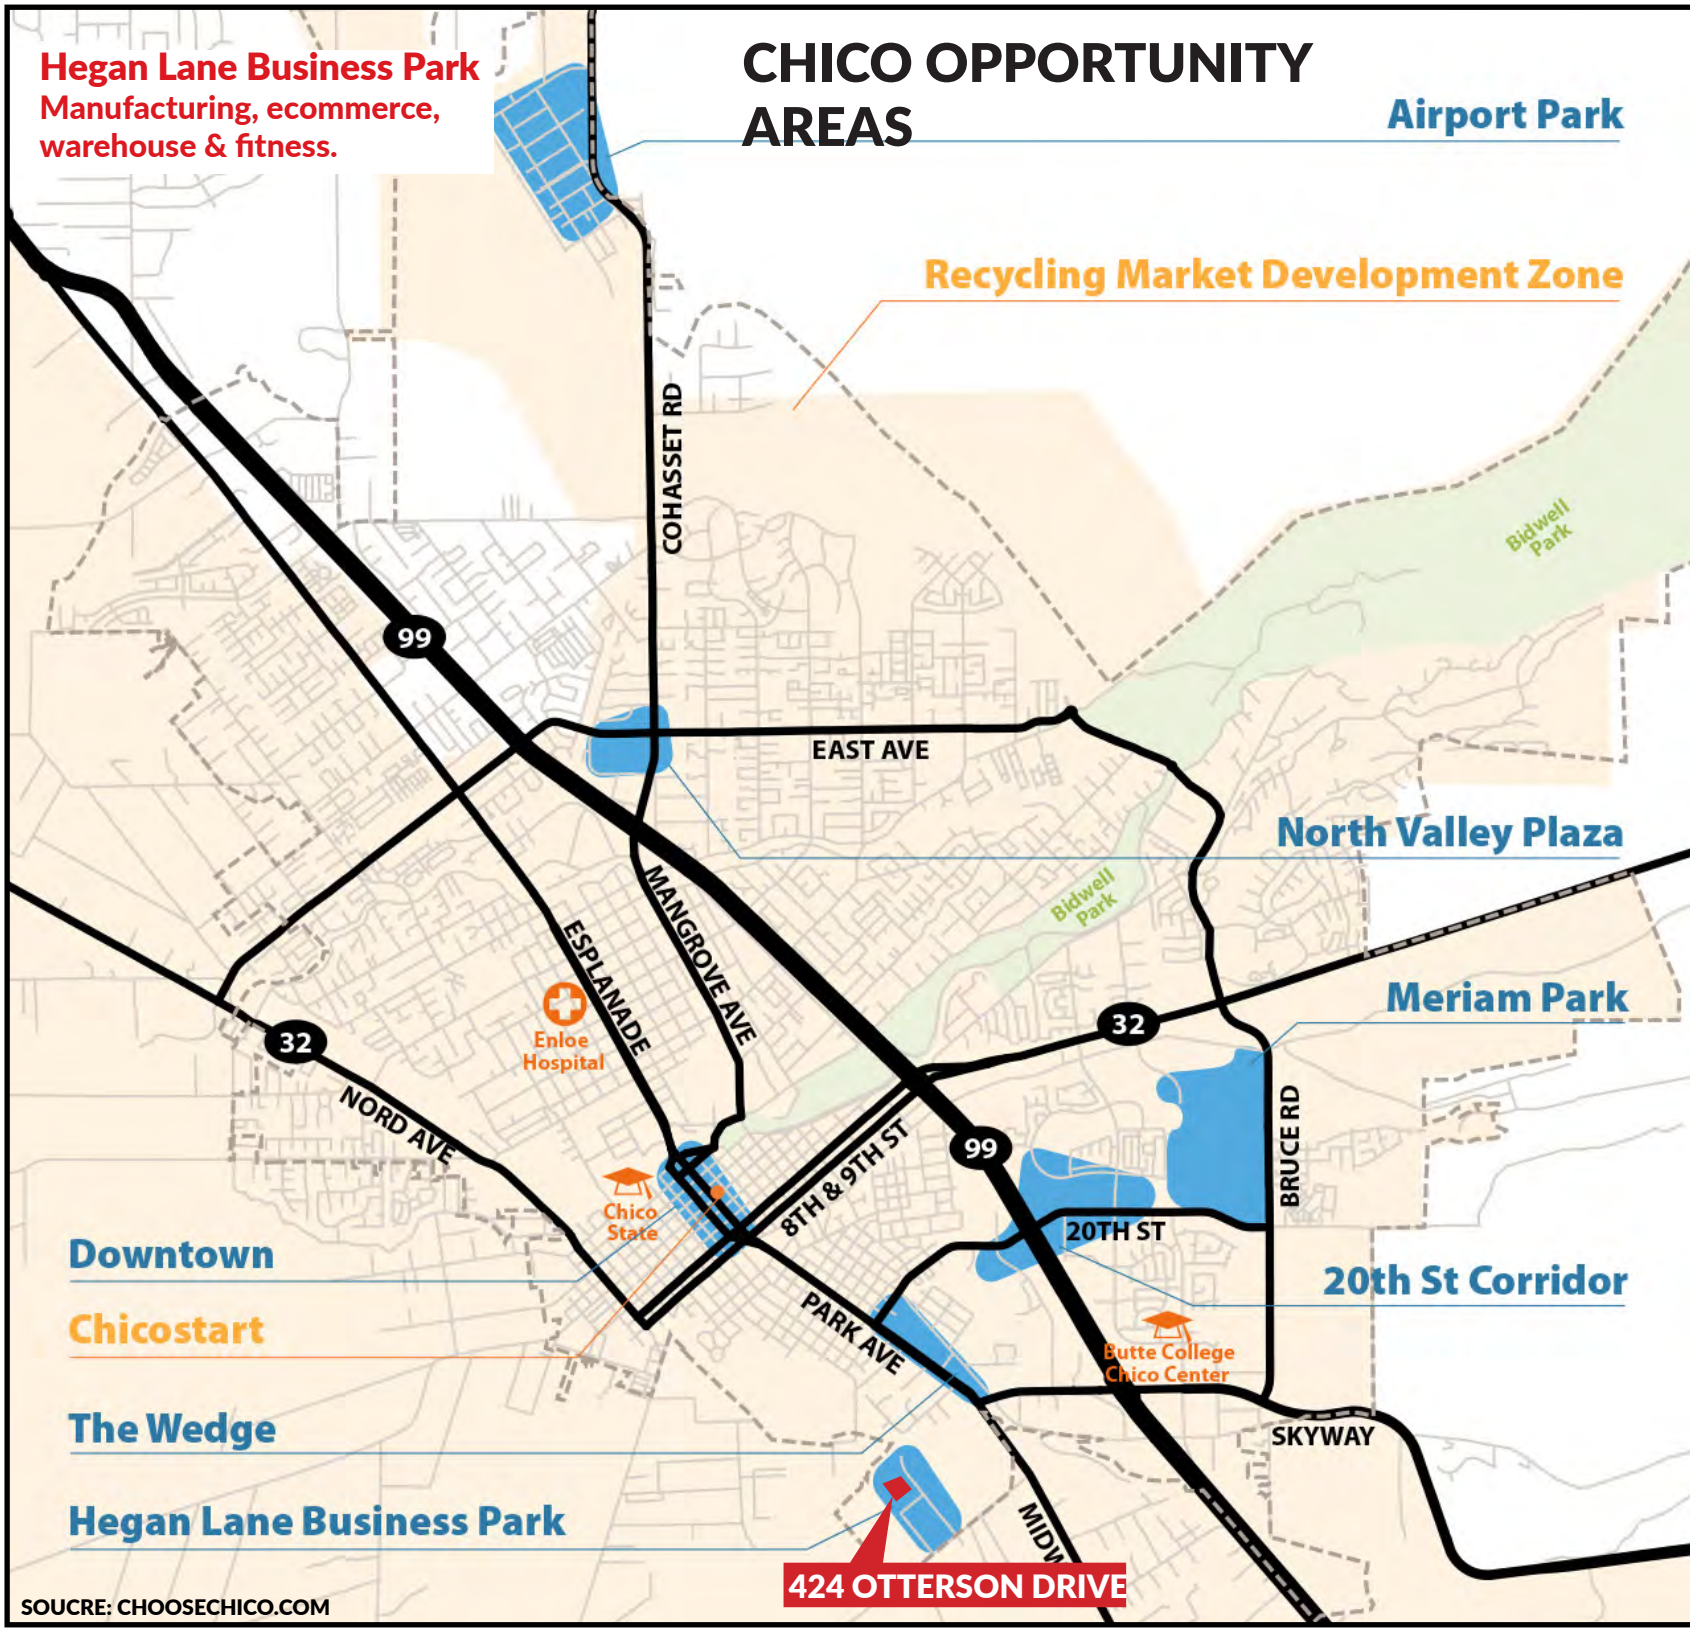 Hegan Lane Business Park
Manufacturing, ecommerce,
warehouse & fitness.
CHICO OPPORTUNITY
AREAS
Airport Park
Recycling Market Development Zone
COHASSET RD
Bidwell
Park
99
EAST AVE
North Valley Plaza
MANGROVE AVE
Bidwell
Park
ESPLANADE
Enloe
Hospital
Meriam Park
32
32
NORD AVE
BRUCE RD
99
8TH & 9TH ST
Chico
State
20TH ST
Downtown
20th St Corridor
Chicostart
PARK AVE
Butte College
Chico Center
The Wedge
SKYWAY
Hegan Lane Business Park
MIDW
424 OTTERSON DRIVE
SOUCRE: CHOOSECHICO.COM